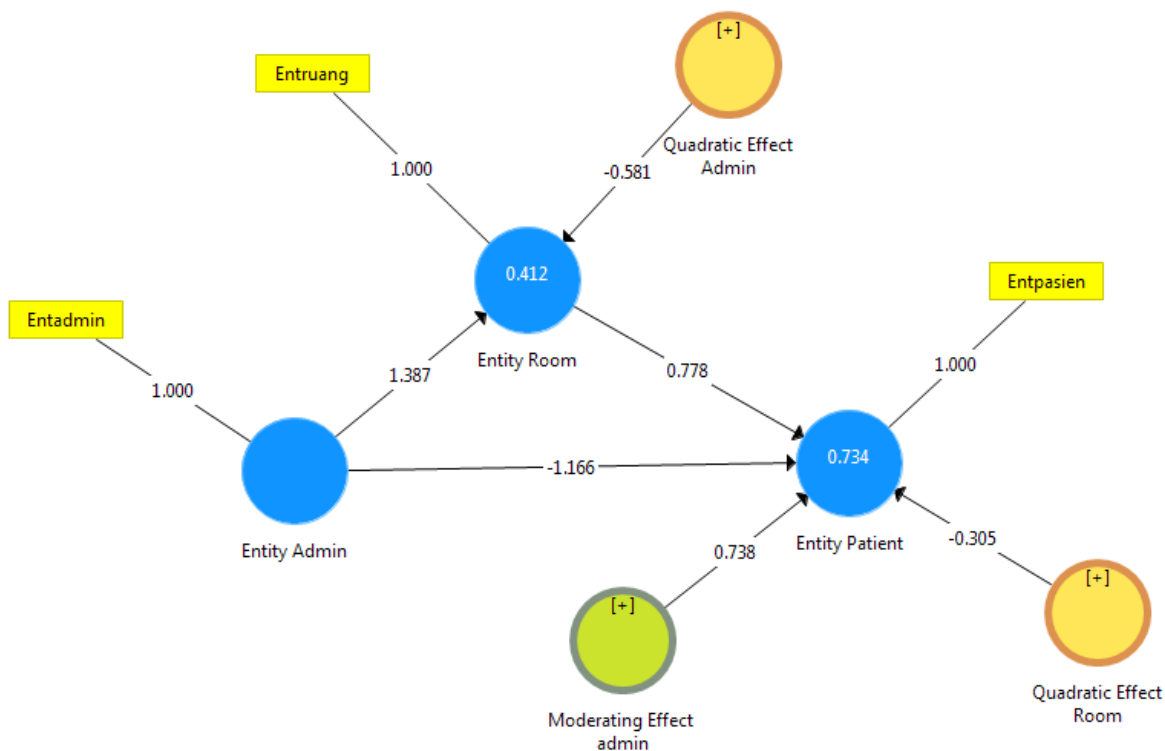 [+]
Entruang
Quadratic Effect
Admin
1.000
-0.581
0.412
Entpasien
Entadmin
Entity Room
1.387
0.778
1.000
1.000
-1.166
0.734
Entity Admin
Entity Patient
0.738
-0.305
[+]
[+]
Quadratic Effect
Room
Moderating Effect
admin